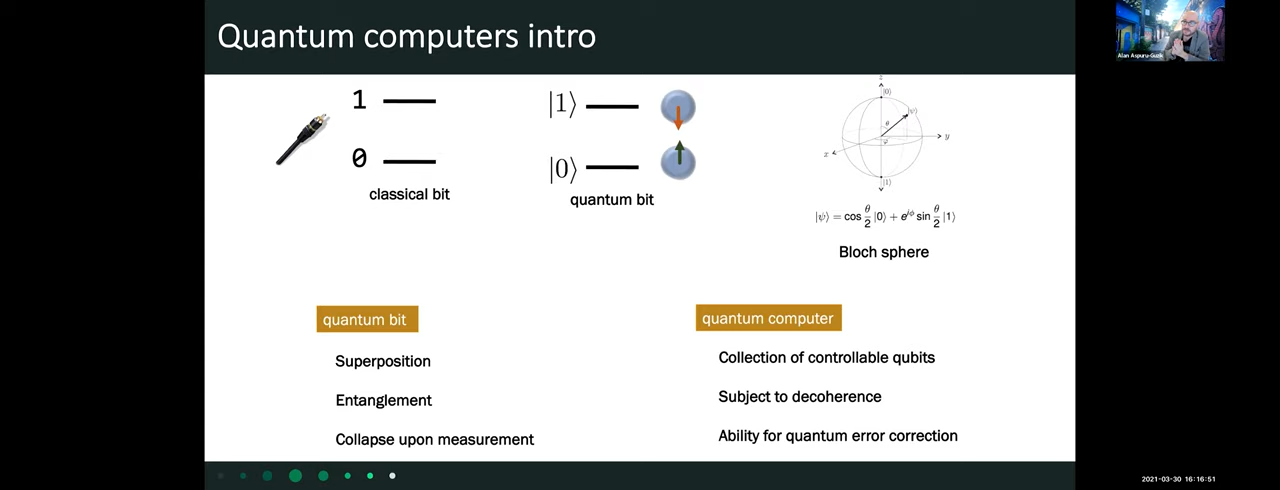 Quantum computers intro
Alan Aspuru-Guzik
1
0
classical bit
|1⟩
|0⟩
quantum bit
z
|0⟩
|ψ⟩
θ
φ
y
x
|1⟩
|ψ⟩ = cos θ/2 |0⟩ + e^{iϕ} sin θ/2 |1⟩
Bloch sphere
quantum bit
Superposition
Entanglement
Collapse upon measurement
quantum computer
Collection of controllable qubits
Subject to decoherence
Ability for quantum error correction
2021-03-30 16:16:51